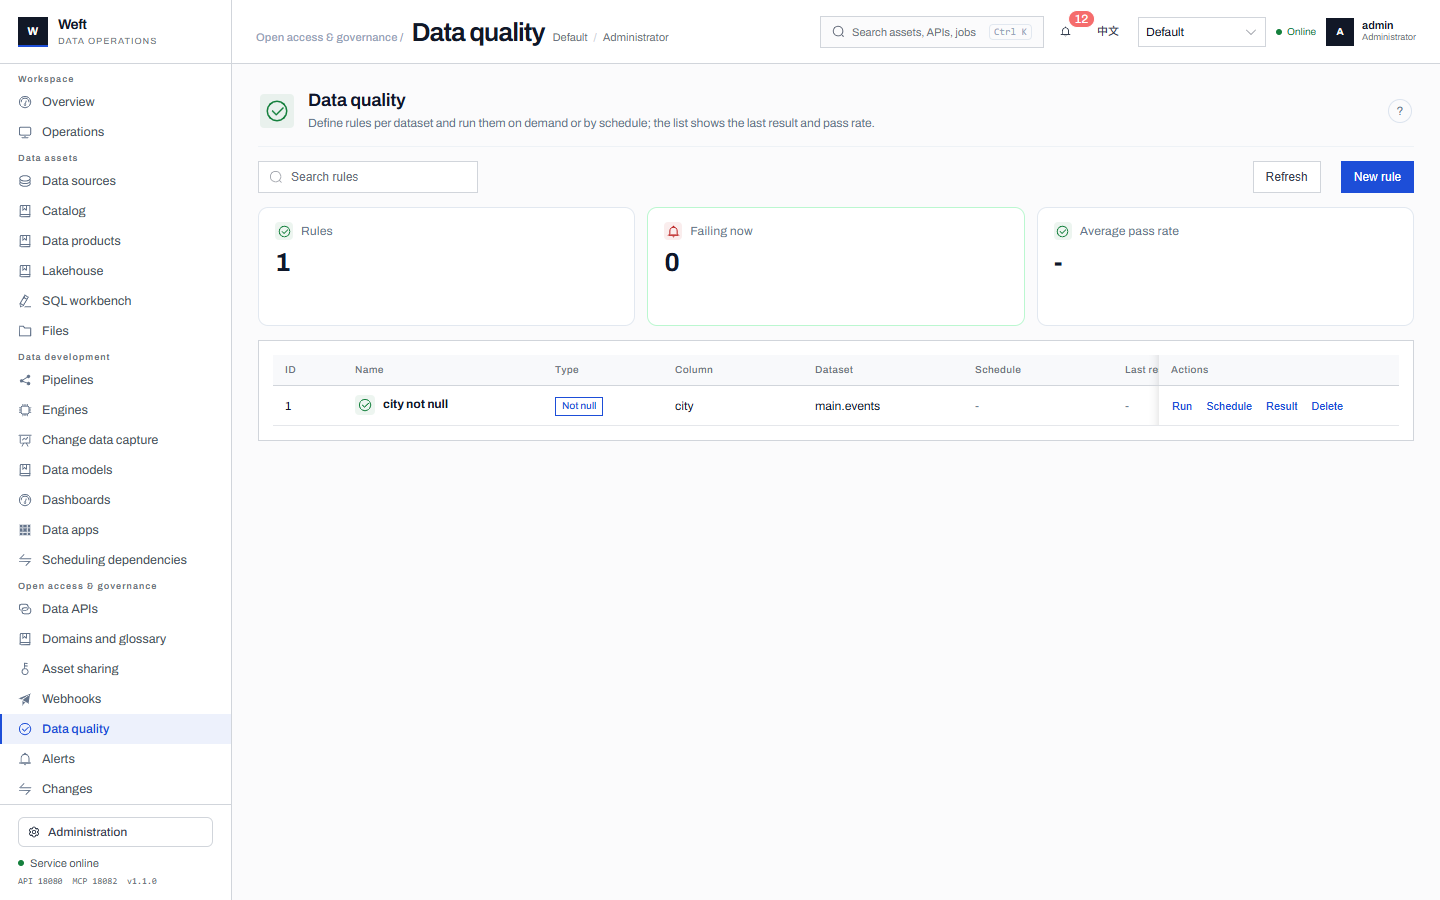 W
Weft
DATA OPERATIONS
Workspace
Overview
Operations
Data assets
Data sources
Catalog
Data products
Lakehouse
SQL workbench
Files
Data development
Pipelines
Engines
Change data capture
Data models
Dashboards
Data apps
Scheduling dependencies
Open access & governance
Data APIs
Domains and glossary
Asset sharing
Webhooks
Data quality
Alerts
Changes
Administration
Service online
API 18080 MCP 18082 v1.1.0
Open access & governance / Data quality Default / Administrator
Search assets, APIs, jobs Ctrl K
12
中文
Default
Online
A
admin
Administrator
Data quality
Define rules per dataset and run them on demand or by schedule; the list shows the last result and pass rate.
?
Search rules
Refresh
New rule
Rules
1
Failing now
0
Average pass rate
-
ID Name Type Column Dataset Schedule Last re Actions
1 city not null Not null city main.events - - Run Schedule Result Delete